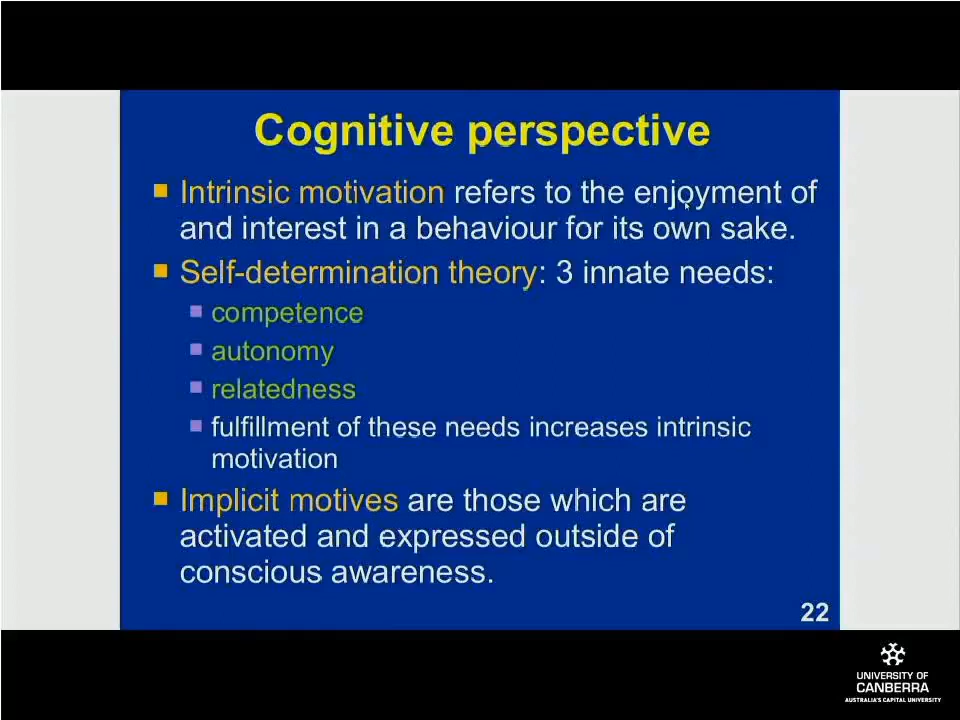 Cognitive perspective
Intrinsic motivation refers to the enjoyment of
and interest in a behaviour for its own sake.
Self-determination theory: 3 innate needs:
competence
autonomy
relatedness
fulfillment of these needs increases intrinsic
motivation
Implicit motives are those which are
activated and expressed outside of
conscious awareness.
22
UNIVERSITY OF
CANBERRA
AUSTRALIA'S CAPITAL UNIVERSITY